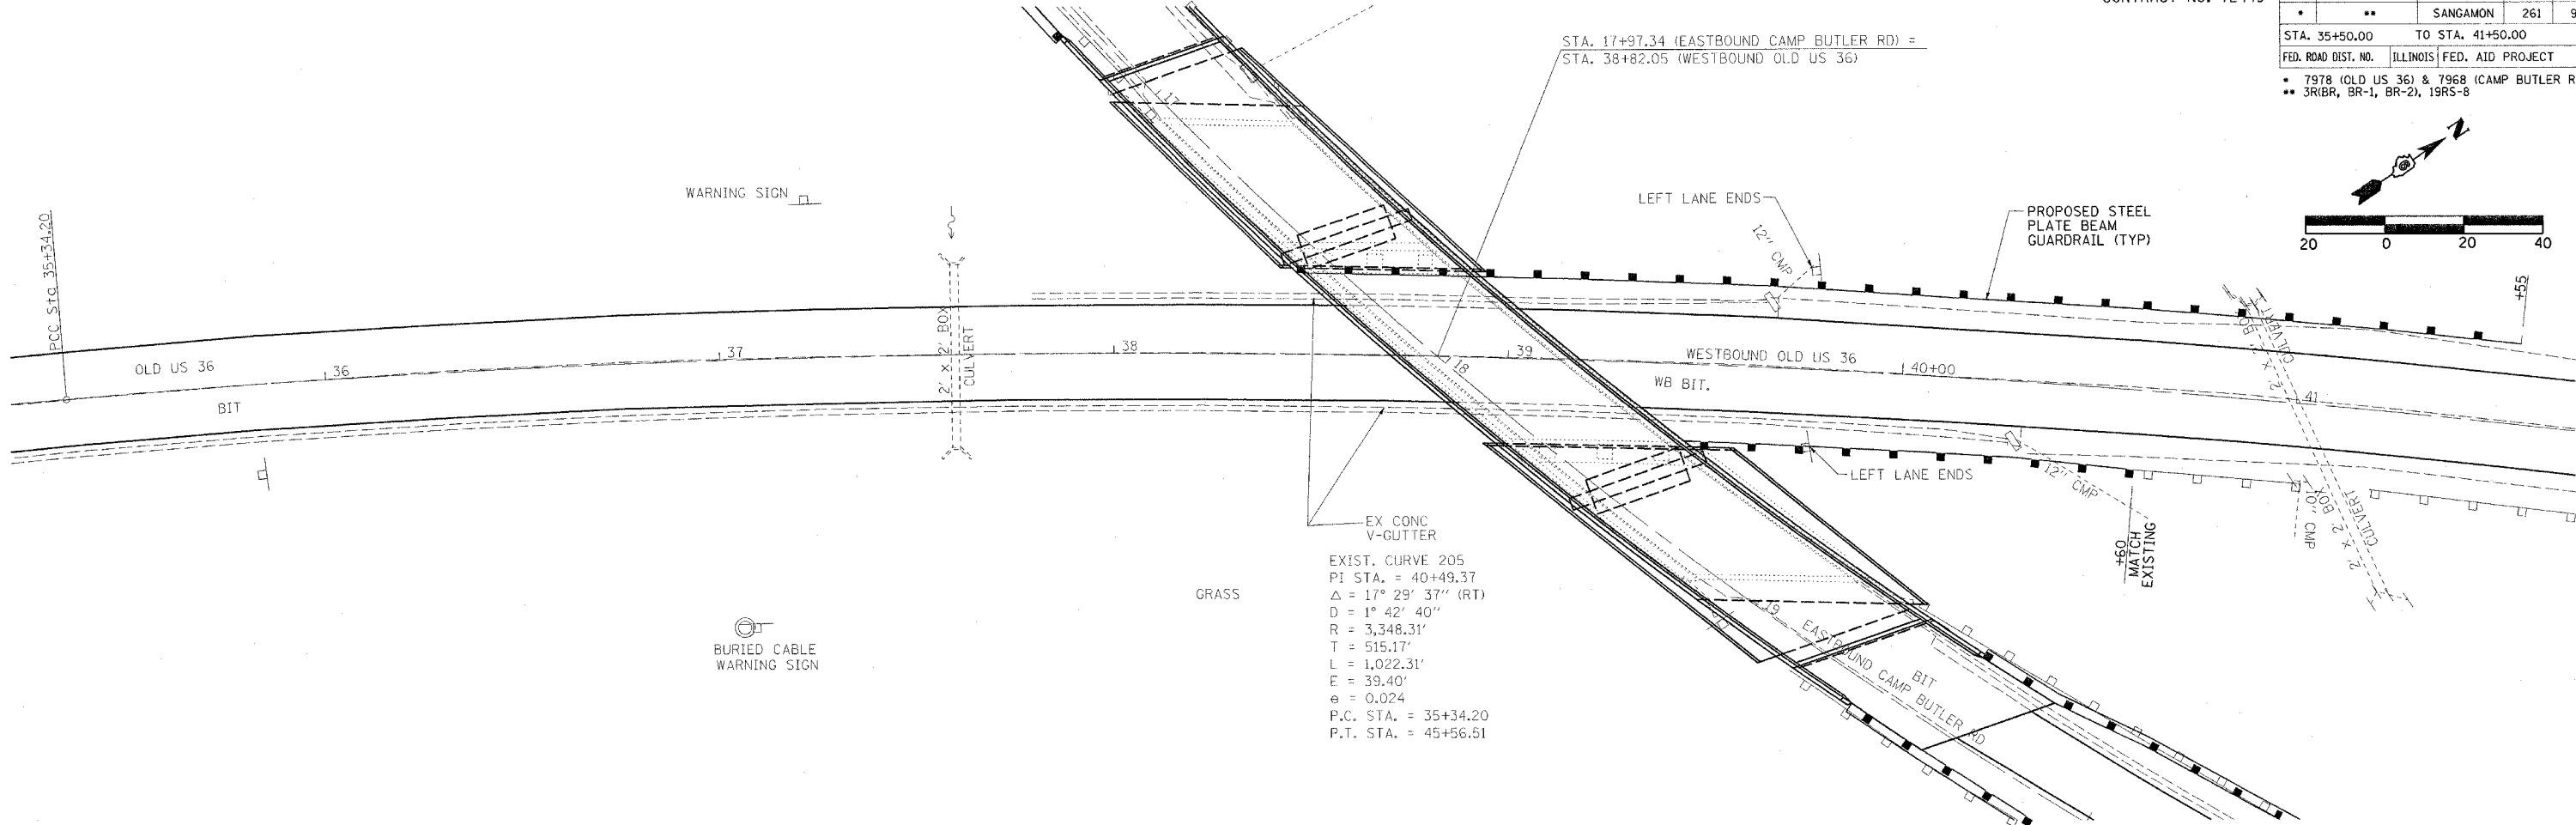 * ** SANGAMON 261 9
STA. 35+50.00 TO STA. 41+50.00
FED. ROAD DIST. NO. ILLINOIS FED. AID PROJECT
* 7978 (OLD US 36) & 7968 (CAMP BUTLER R
** 3R(BR, BR-1, BR-2), 19RS-8
N
20 0 20 40
STA. 17+97.34 (EASTBOUND CAMP BUTLER RD) =
STA. 38+82.05 (WESTBOUND OLD US 36)
17
WARNING SIGN
LEFT LANE ENDS
12" CMP
PROPOSED STEEL
PLATE BEAM
GUARDRAIL (TYP)
+55
PCC Sta 35+34.20
2' x 2' BOX
CULVERT
2' x 2' BOX
CULVERT
OLD US 36
36
37
38
39
18
WESTBOUND OLD US 36
40+00
41
BIT
WB BIT.
LEFT LANE ENDS
12" CMP
10" CMP
2' x 2' BOX
CULVERT
+60
MATCH
EXISTING
EX CONC
V-GUTTER
EXIST. CURVE 205
PI STA. = 40+49.37
Δ = 17° 29' 37" (RT)
D = 1° 42' 40"
R = 3,348.31'
T = 515.17'
L = 1,022.31'
E = 39.40'
e = 0.024
P.C. STA. = 35+34.20
P.T. STA. = 45+56.51
GRASS
BURIED CABLE
WARNING SIGN
19
EASTBOUND CAMP BUTLER RD
BIT